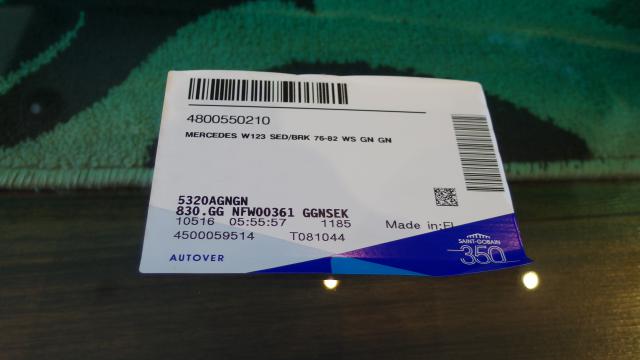 4800550210
MERCEDES W123 SED/BRK 76-82 WS GN GN
5320AGNGN
830.GG NFW00361 GGNSEK
10516 05:55:57 1185
Made in:FI
4500059514 T081044
AUTOVER
SAINT-GOBAIN
350